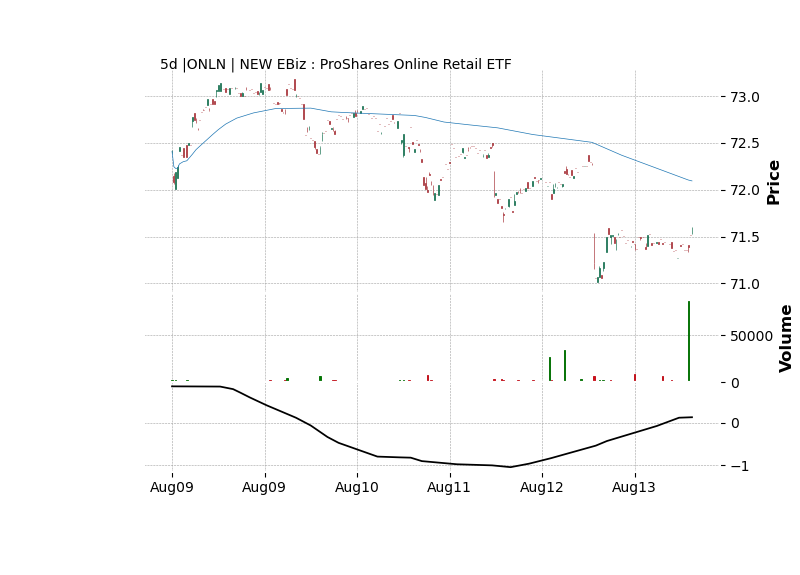 5d |ONLN | NEW EBiz : ProShares Online Retail ETF
73.0
72.5
72.0
71.5
71.0
Price
50000
0
Volume
0
−1
Aug09 Aug09 Aug10 Aug11 Aug12 Aug13